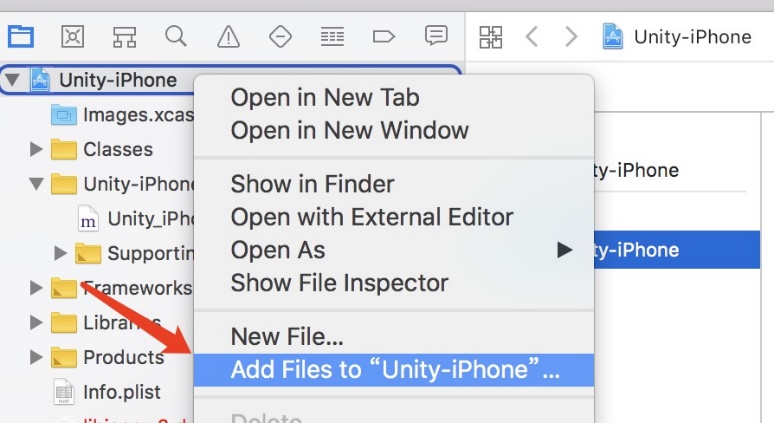 Unity-iPhone
Unity-iPhone
Images.xcas
Classes
Unity-iPhone
Unity_iPh
Supportin
Frameworks
Libraries
Products
Info.plist
Open in New Tab
Open in New Window
Show in Finder
Open with External Editor
Open As
Show File Inspector
New File...
Add Files to “Unity-iPhone”...
Delete
ty-iPhone
ty-iPhone